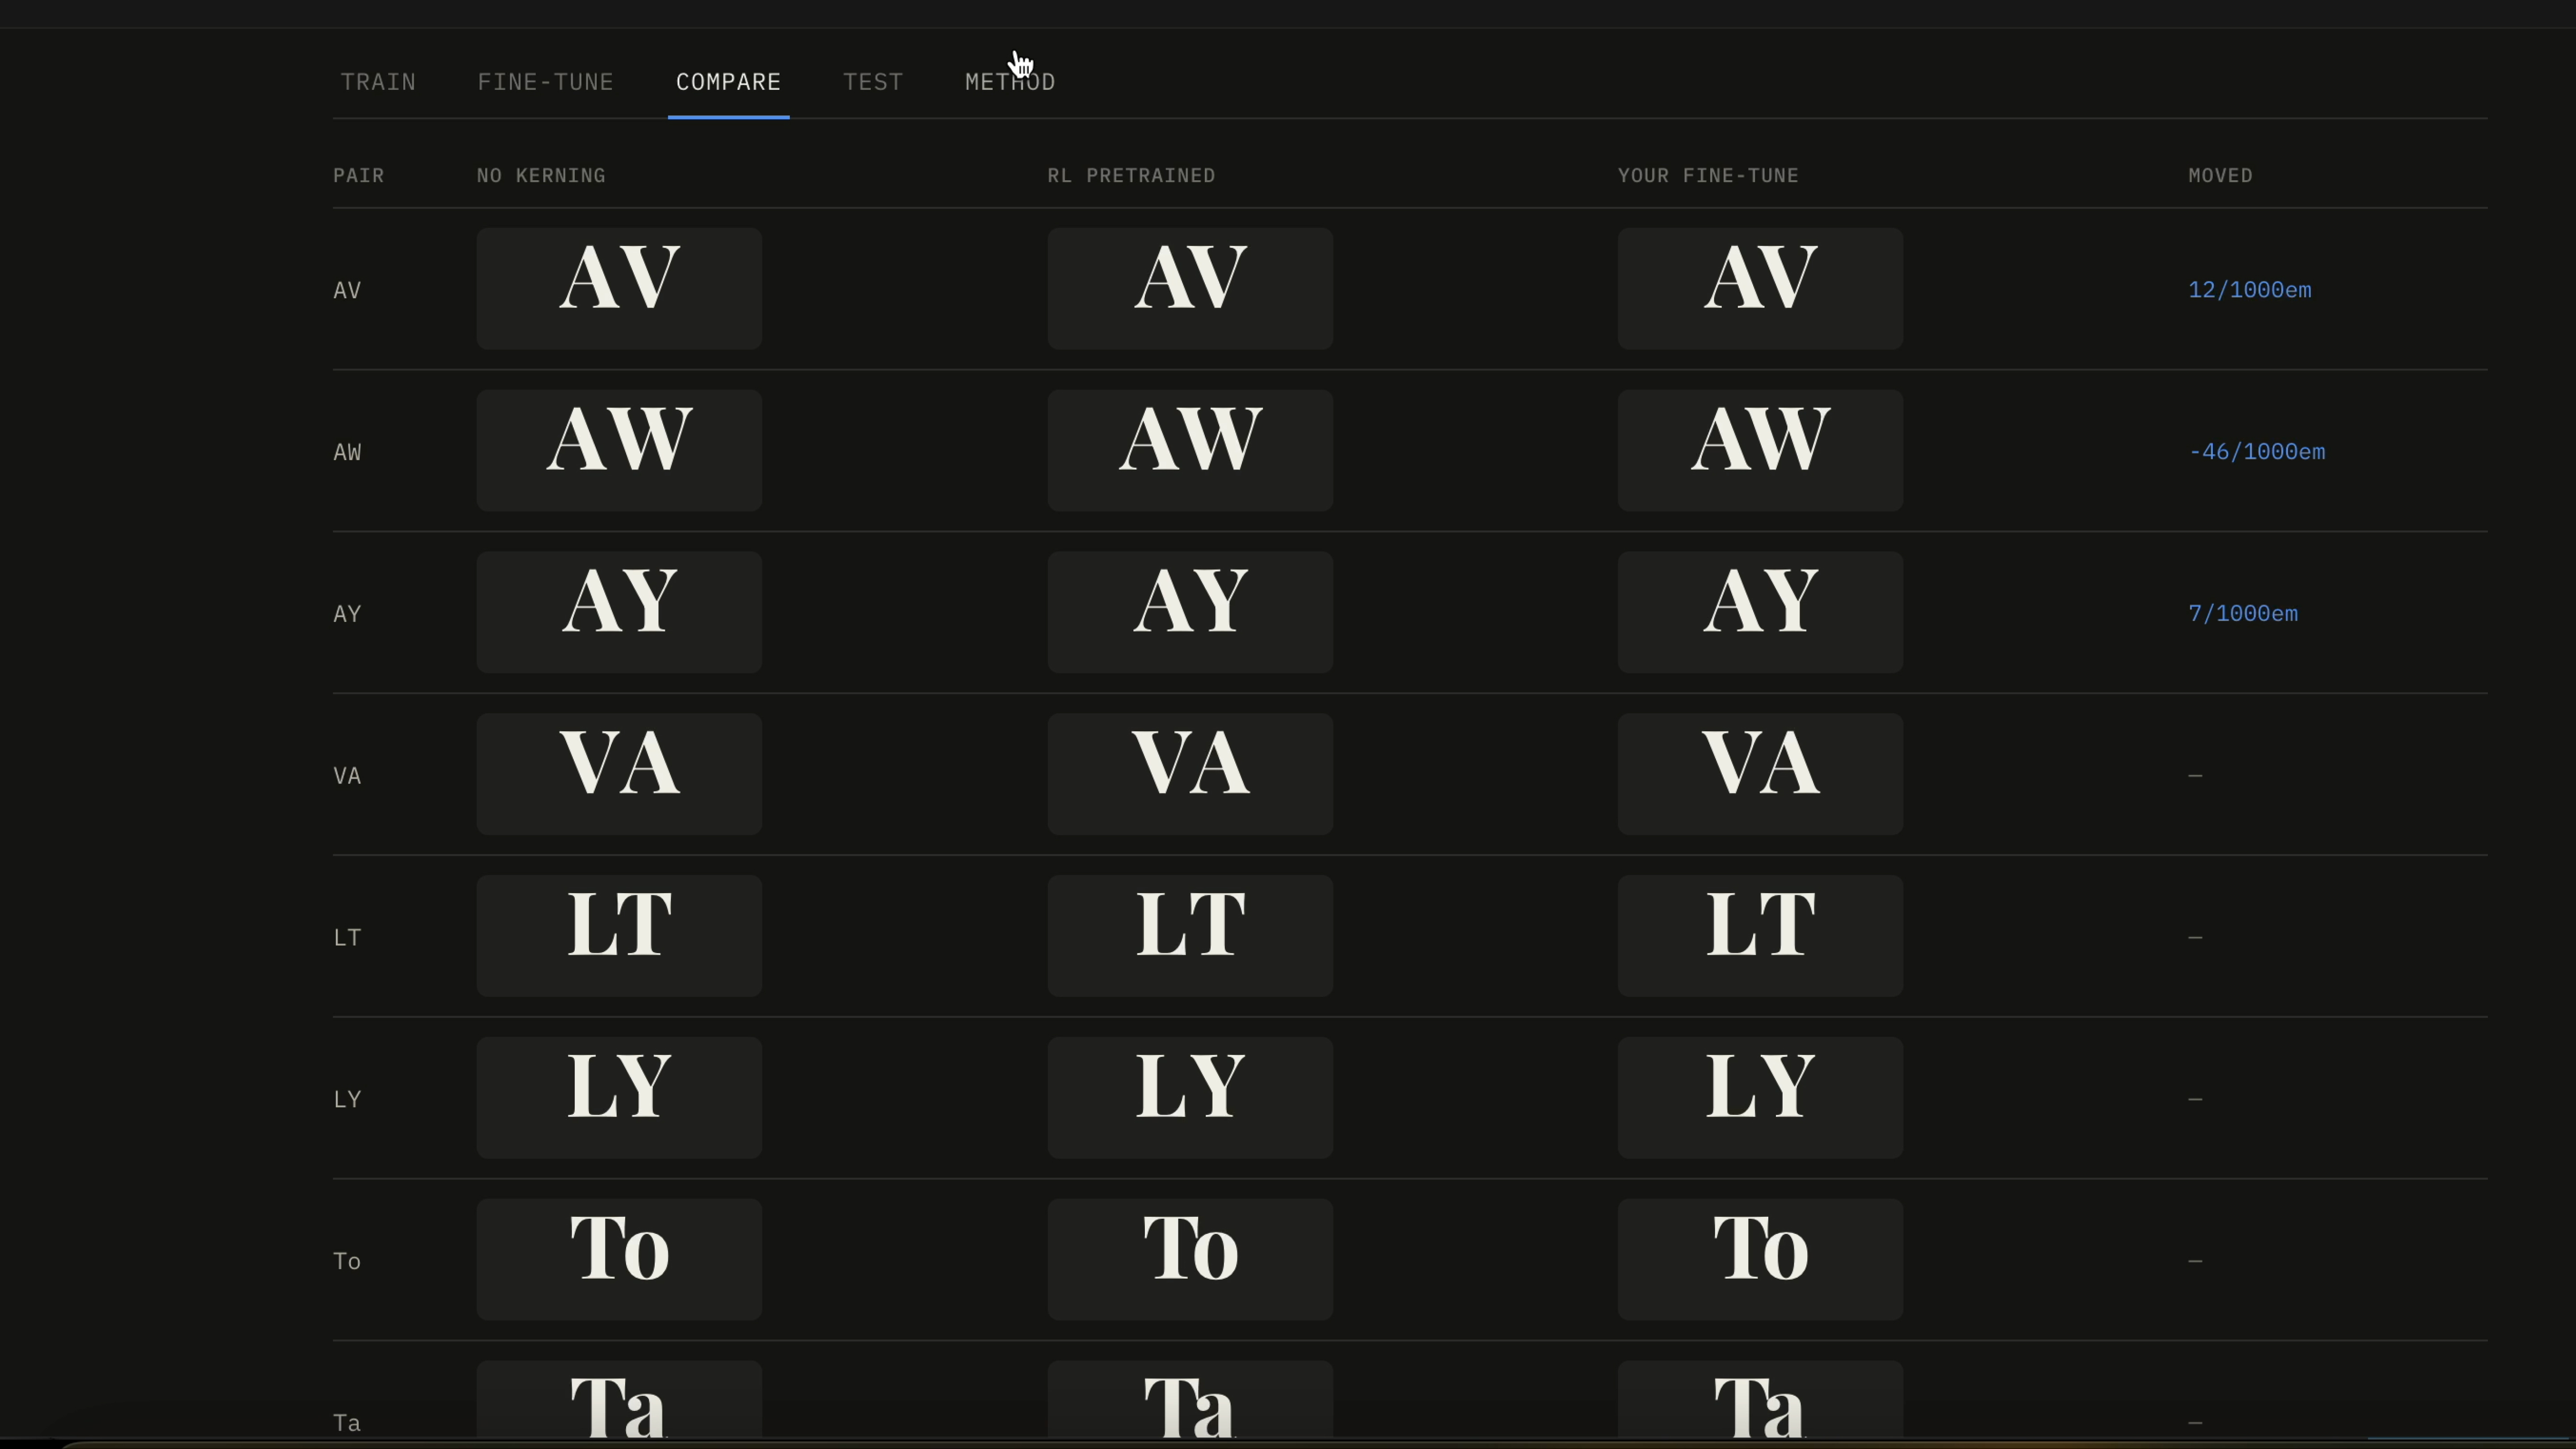 TRAIN FINE-TUNE COMPARE TEST METHOD
PAIR NO KERNING RL PRETRAINED YOUR FINE-TUNE MOVED
AV AV AV AV 12/1000em
AW AW AW AW -46/1000em
AY AY AY AY 7/1000em
VA VA VA VA —
LT LT LT LT —
LY LY LY LY —
To To To To —
Ta Ta Ta Ta —